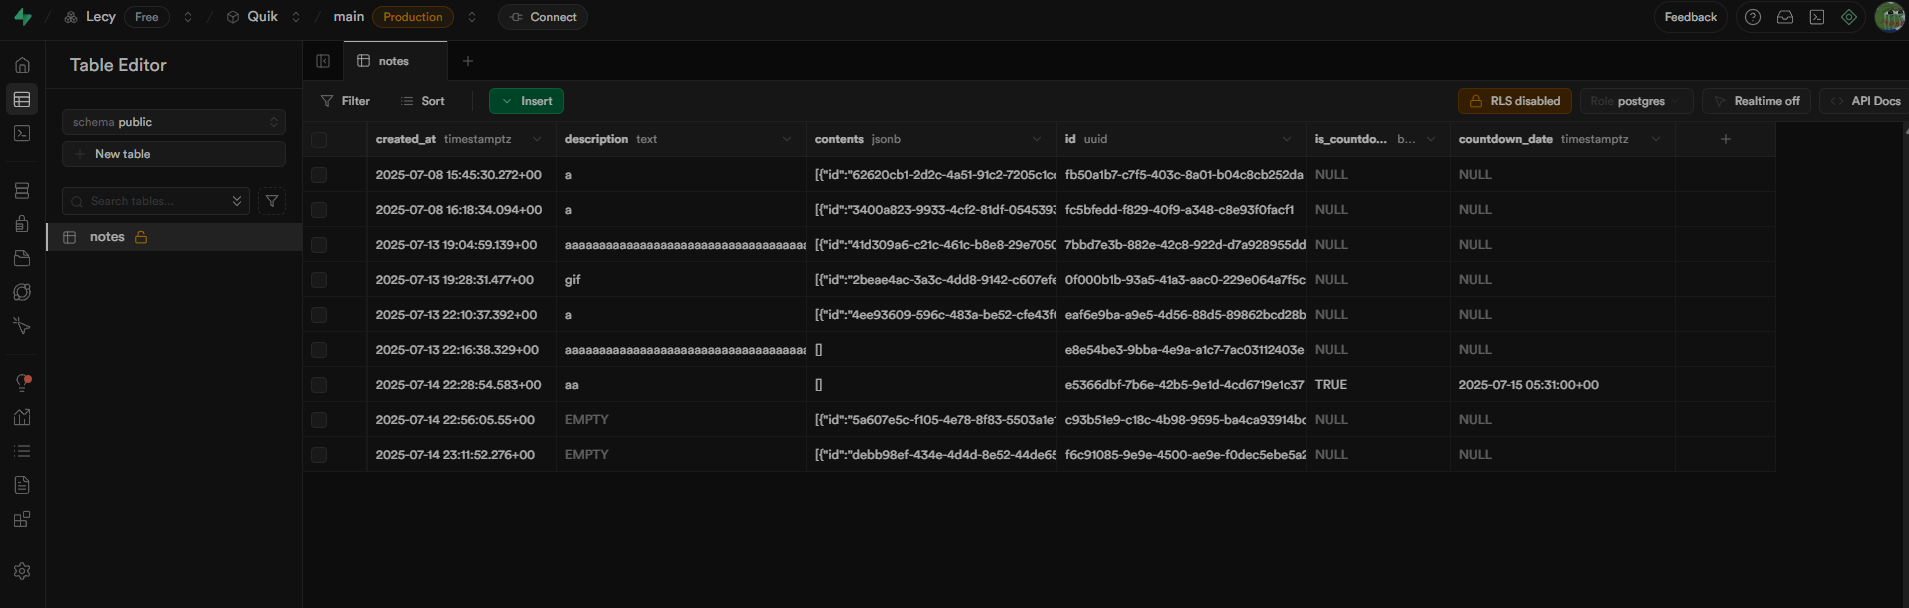 Lecy Free Quik main Production Connect Feedback
Table Editor
notes
schema public
New table
Search tables...
notes
Filter Sort Insert RLS disabled Role postgres Realtime off API Docs
created_at timestamptz description text contents jsonb id uuid is_countdo... b... countdown_date timestamptz
2025-07-08 15:45:30.272+00 a [{"id":"62620cb1-2d2c-4a51-91c2-7205c1cc fb50a1b7-c7f5-403c-8a01-b04c8cb252da NULL NULL
2025-07-08 16:18:34.094+00 a [{"id":"3400a823-9933-4cf2-81df-0545393 fc5bfedd-f829-40f9-a348-c8e93f0facf1 NULL NULL
2025-07-13 19:04:59.139+00 aaaaaaaaaaaaaaaaaaaaaaaaaaaaaaaaaaa [{"id":"41d309a6-c21c-461c-b8e8-29e7050 7bbd7e3b-882e-42c8-922d-d7a928955dd NULL NULL
2025-07-13 19:28:31.477+00 gif [{"id":"2beae4ac-3a3c-4dd8-9142-c607efe 0f000b1b-93a5-41a3-aac0-229e064a7f5c NULL NULL
2025-07-13 22:10:37.392+00 a [{"id":"4ee93609-596c-483a-be52-cfe43f eaf6e9ba-a9e5-4d56-88d5-89862bcd28b NULL NULL
2025-07-13 22:16:38.329+00 aaaaaaaaaaaaaaaaaaaaaaaaaaaaaaaaaaa [] e8e54be3-9bba-4e9a-a1c7-7ac03112403e NULL NULL
2025-07-14 22:28:54.583+00 aa [] e5366dbf-7b6e-42b5-9e1d-4cd6719e1c37 TRUE 2025-07-15 05:31:00+00
2025-07-14 22:56:05.55+00 EMPTY [{"id":"5a607e5c-f105-4e78-8f83-5503a1e c93b51e9-c18c-4b98-9595-ba4ca93914bc NULL NULL
2025-07-14 23:11:52.276+00 EMPTY [{"id":"debb98ef-434e-4d4d-8e52-44de65 f6c91085-9e9e-4500-ae9e-f0dec5ebe5a2 NULL NULL